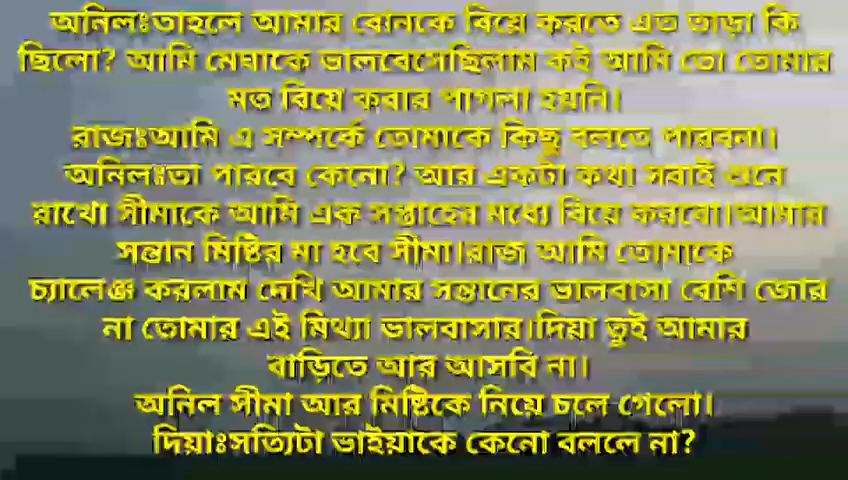 অনিলঃতাহলে আমার বোনকে বিয়ে করতে এত তাড়া কি
ছিলো? আমি মেঘাকে ভালবেসেছিলাম কই আমি তো তোমার
মত বিয়ে করার পাগলা হয়নি।
রাজঃআমি এ সম্পর্কে তোমাকে কিছু বলতে পারবনা।
অনিলঃতা পারবে কেনো? আর একটা কথা সবাই শুনে
রাখো সীমাকে আমি এক সপ্তাহের মধ্যে বিয়ে করবো।আমার
সন্তান মিষ্টির মা হবে সীমা।রাজ আমি তোমাকে
চ্যালেঞ্জ করলাম দেখি আমার সন্তানের ভালবাসা বেশি জোর
না তোমার এই মিথ্যা ভালবাসার।দিয়া তুই আমার
বাড়িতে আর আসবি না।
অনিল সীমা আর মিষ্টিকে নিয়ে চলে গেলো।
দিয়াঃসত্যিটা ভাইয়াকে কেনো বললে না?